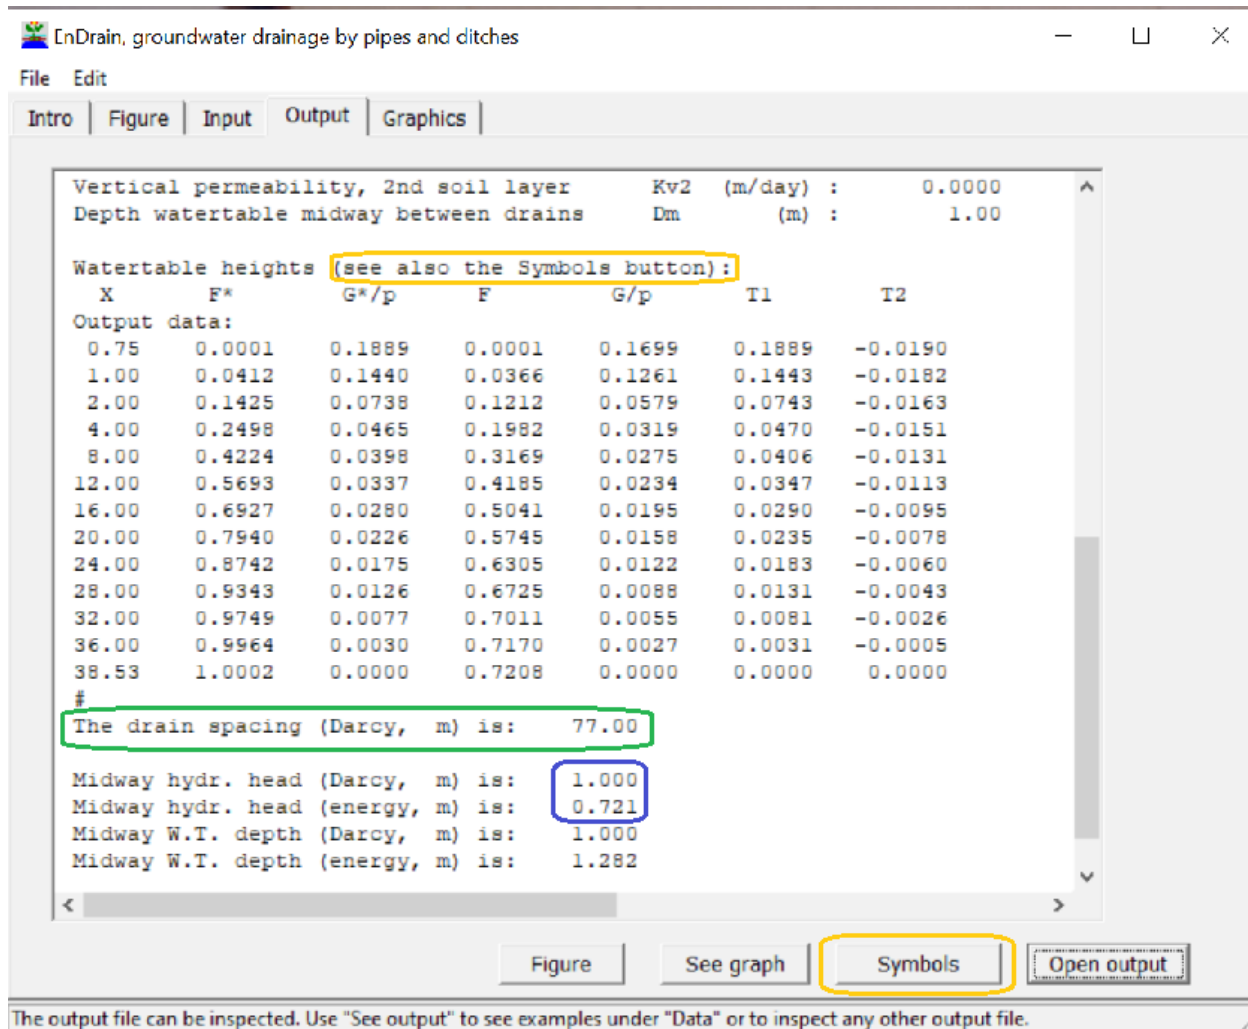 EnDrain, groundwater drainage by pipes and ditches
File Edit
Intro Figure Input Output Graphics
Vertical permeability, 2nd soil layer Kv2 (m/day) : 0.0000
Depth watertable midway between drains Dm (m) : 1.00
Watertable heights (see also the Symbols button):
X F* G*/p F G/p T1 T2
Output data:
0.75 0.0001 0.1889 0.0001 0.1699 0.1889 -0.0190
1.00 0.0412 0.1440 0.0366 0.1261 0.1443 -0.0182
2.00 0.1425 0.0738 0.1212 0.0579 0.0743 -0.0163
4.00 0.2498 0.0465 0.1982 0.0319 0.0470 -0.0151
8.00 0.4224 0.0398 0.3169 0.0275 0.0406 -0.0131
12.00 0.5693 0.0337 0.4185 0.0234 0.0347 -0.0113
16.00 0.6927 0.0280 0.5041 0.0195 0.0290 -0.0095
20.00 0.7940 0.0226 0.5745 0.0158 0.0235 -0.0078
24.00 0.8742 0.0175 0.6305 0.0122 0.0183 -0.0060
28.00 0.9343 0.0126 0.6725 0.0088 0.0131 -0.0043
32.00 0.9749 0.0077 0.7011 0.0055 0.0081 -0.0026
36.00 0.9964 0.0030 0.7170 0.0027 0.0031 -0.0005
38.53 1.0002 0.0000 0.7208 0.0000 0.0000 0.0000
#
The drain spacing (Darcy, m) is: 77.00
Midway hydr. head (Darcy, m) is: 1.000
Midway hydr. head (energy, m) is: 0.721
Midway W.T. depth (Darcy, m) is: 1.000
Midway W.T. depth (energy, m) is: 1.282
Figure See graph Symbols Open output
The output file can be inspected. Use "See output" to see examples under "Data" or to inspect any other output file.